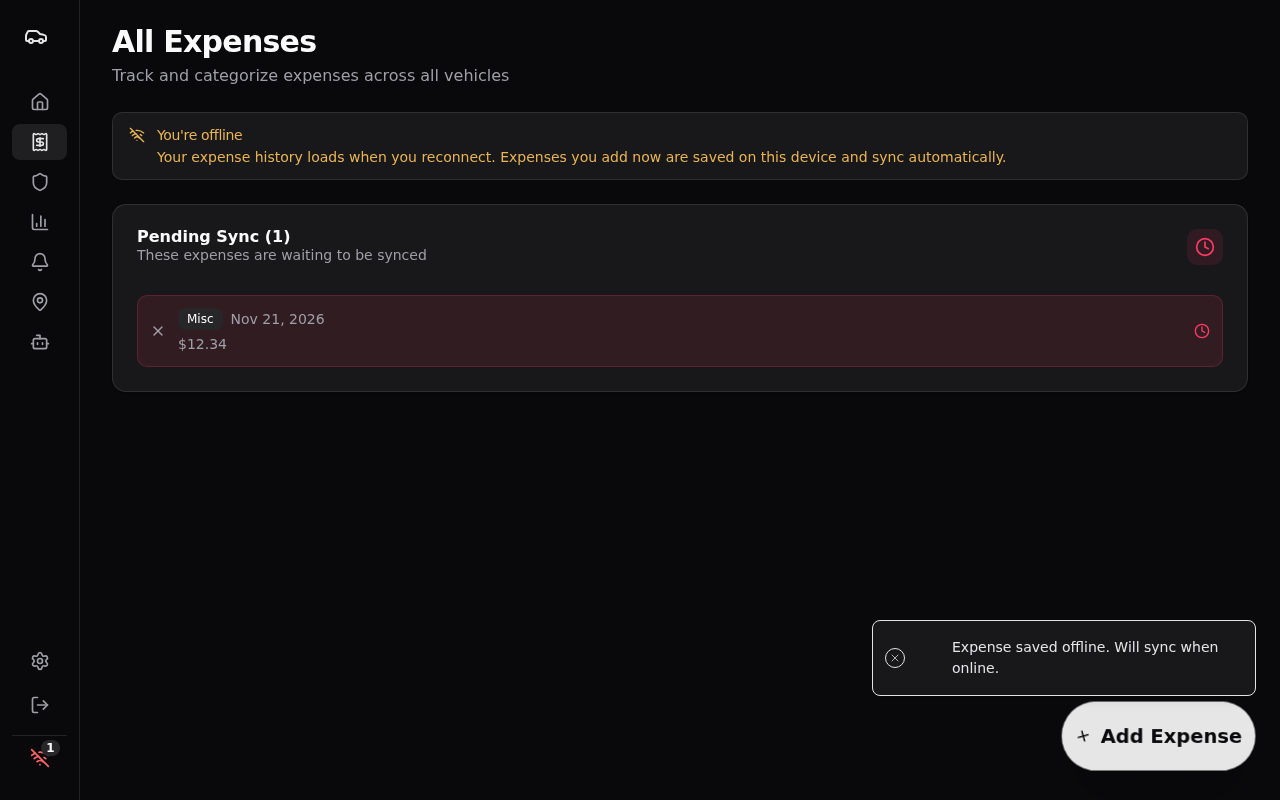 All Expenses
Track and categorize expenses across all vehicles
You're offline
Your expense history loads when you reconnect. Expenses you add now are saved on this device and sync automatically.
Pending Sync (1)
These expenses are waiting to be synced
Misc Nov 21, 2026
$12.34
Expense saved offline. Will sync when
online.
Add Expense
1